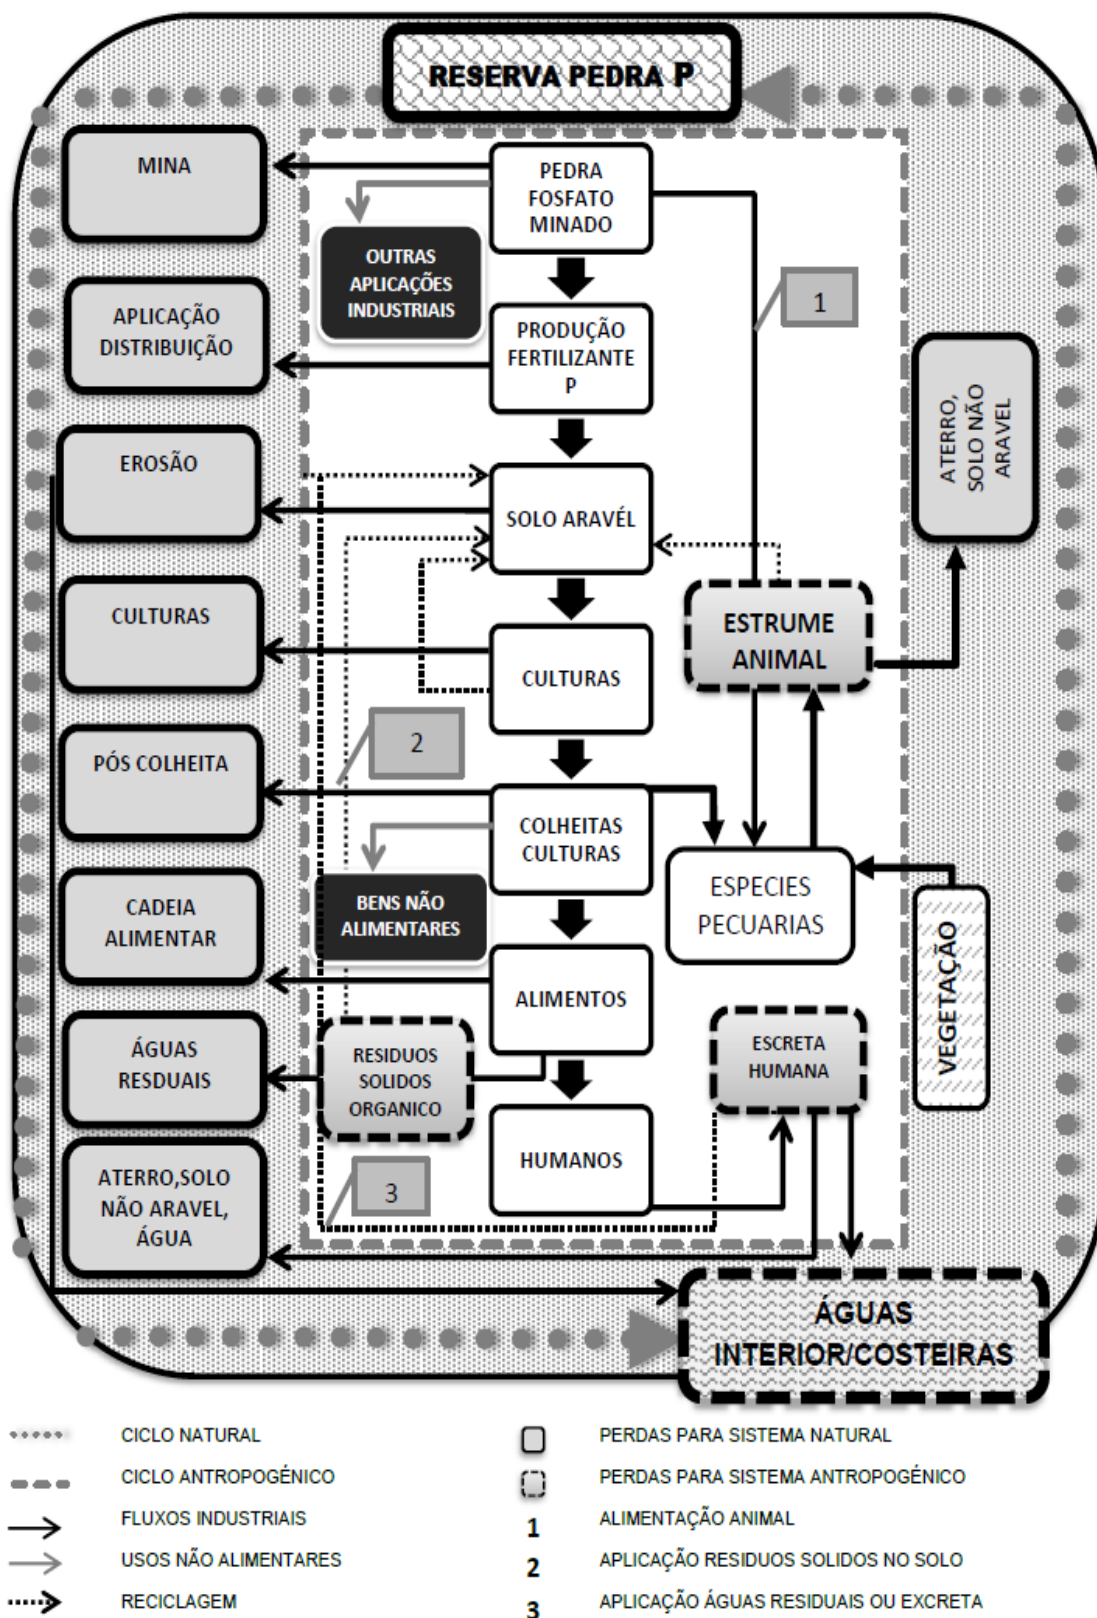 RESERVA PEDRA P
MINA
APLICAÇÃO
DISTRIBUIÇÃO
EROSÃO
CULTURAS
PÓS COLHEITA
CADEIA
ALIMENTAR
ÁGUAS
RESDUAIS
ATERRO,SOLO
NÃO ARAVEL,
ÁGUA
PEDRA
FOSFATO
MINADO
OUTRAS
APLICAÇÕES
INDUSTRIAIS
PRODUÇÃO
FERTILIZANTE
P
1
SOLO ARAVÉL
ATERRO,
SOLO NÃO
ARAVEL
ESTRUME
ANIMAL
CULTURAS
2
COLHEITAS
CULTURAS
BENS NÃO
ALIMENTARES
ESPECIES
PECUARIAS
VEGETAÇÃO
ALIMENTOS
RESIDUOS
SOLIDOS
ORGANICO
ESCRETA
HUMANA
HUMANOS
3
ÁGUAS
INTERIOR/COSTEIRAS
CICLO NATURAL
CICLO ANTROPOGÉNICO
FLUXOS INDUSTRIAIS
USOS NÃO ALIMENTARES
RECICLAGEM
PERDAS PARA SISTEMA NATURAL
PERDAS PARA SISTEMA ANTROPOGÉNICO
1 ALIMENTAÇÃO ANIMAL
2 APLICAÇÃO RESIDUOS SOLIDOS NO SOLO
3 APLICAÇÃO ÁGUAS RESIDUAIS OU EXCRETA